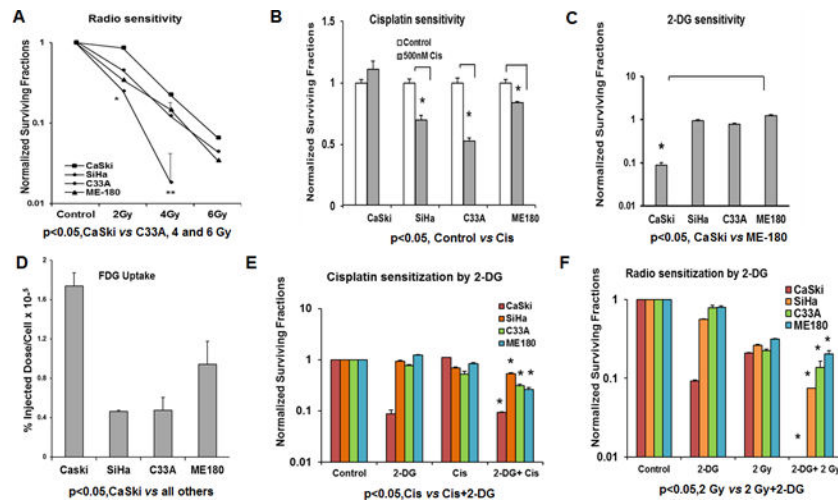 A
Radio sensitivity
Normalized Surviving Fractions
1
0.1
0.01
*
**
CaSki
SiHa
C33A
ME-180
Control 2Gy 4Gy 6Gy
p<0.05,CaSki vs C33A, 4 and 6 Gy
B
Cisplatin sensitivity
Normalized Surviving Fractions
Control
500nM Cis
1.5
1
0.5
0
* * *
CaSki SiHa C33A ME180
p<0.05, Control vs Cis
C
2-DG sensitivity
Normalized Surviving Fractions
10
1
0.1
0.01
*
CaSki SiHa C33A ME180
p<0.05, CaSki vs ME-180
D
FDG Uptake
% Injected Dose/Cell x 10-5
1.6
1.2
0.8
0.4
0
Caski SiHa C33A ME180
p<0.05,CaSki vs all others
E
Cisplatin sensitization by 2-DG
Normalized Surviving Fractions
10
1
0.1
0.01
CaSki
SiHa
C33A
ME180
* * * *
Control 2-DG Cis 2-DG+ Cis
p<0.05,Cis vs Cis+2-DG
F
Radio sensitization by 2-DG
Normalized Surviving Fractions
1
0.1
0.01
CaSki
SiHa
C33A
ME180
* * * *
Control 2-DG 2 Gy 2-DG+ 2 Gy
p<0.05,2 Gy vs 2 Gy+2-DG